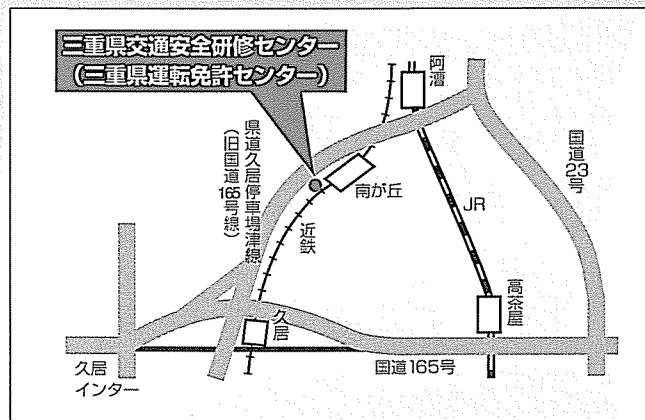 三重県交通安全研修センター
（三重県運転免許センター）
阿漕
国道23号
県道久居停車場津線
（旧国道165号線）
南が丘
近鉄
JR
高茶屋
久居
国道165号
久居
インター